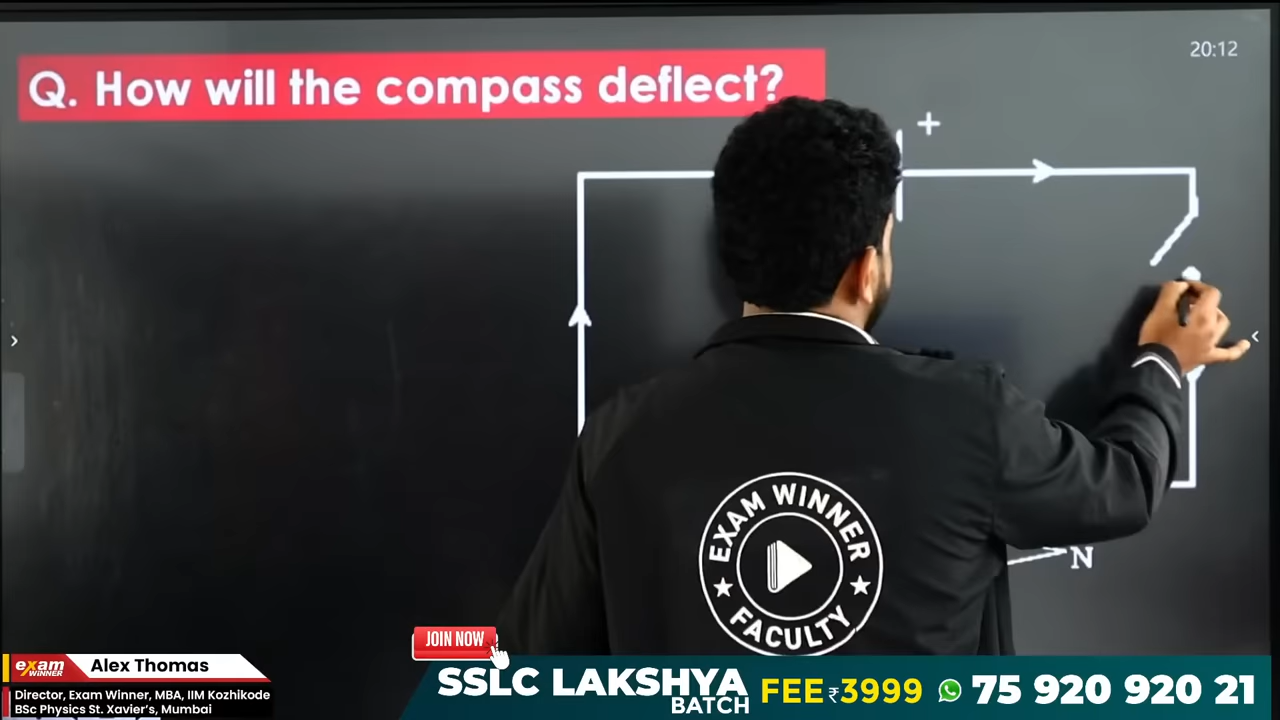 20:12
Q. How will the compass deflect?
+
EXAM WINNER
FACULTY
N
JOIN NOW
exam
WINNER
Alex Thomas
Director, Exam Winner, MBA, IIM Kozhikode
BSc Physics St. Xavier's, Mumbai
SSLC LAKSHYA
BATCH
FEE ₹3999
75 920 920 21